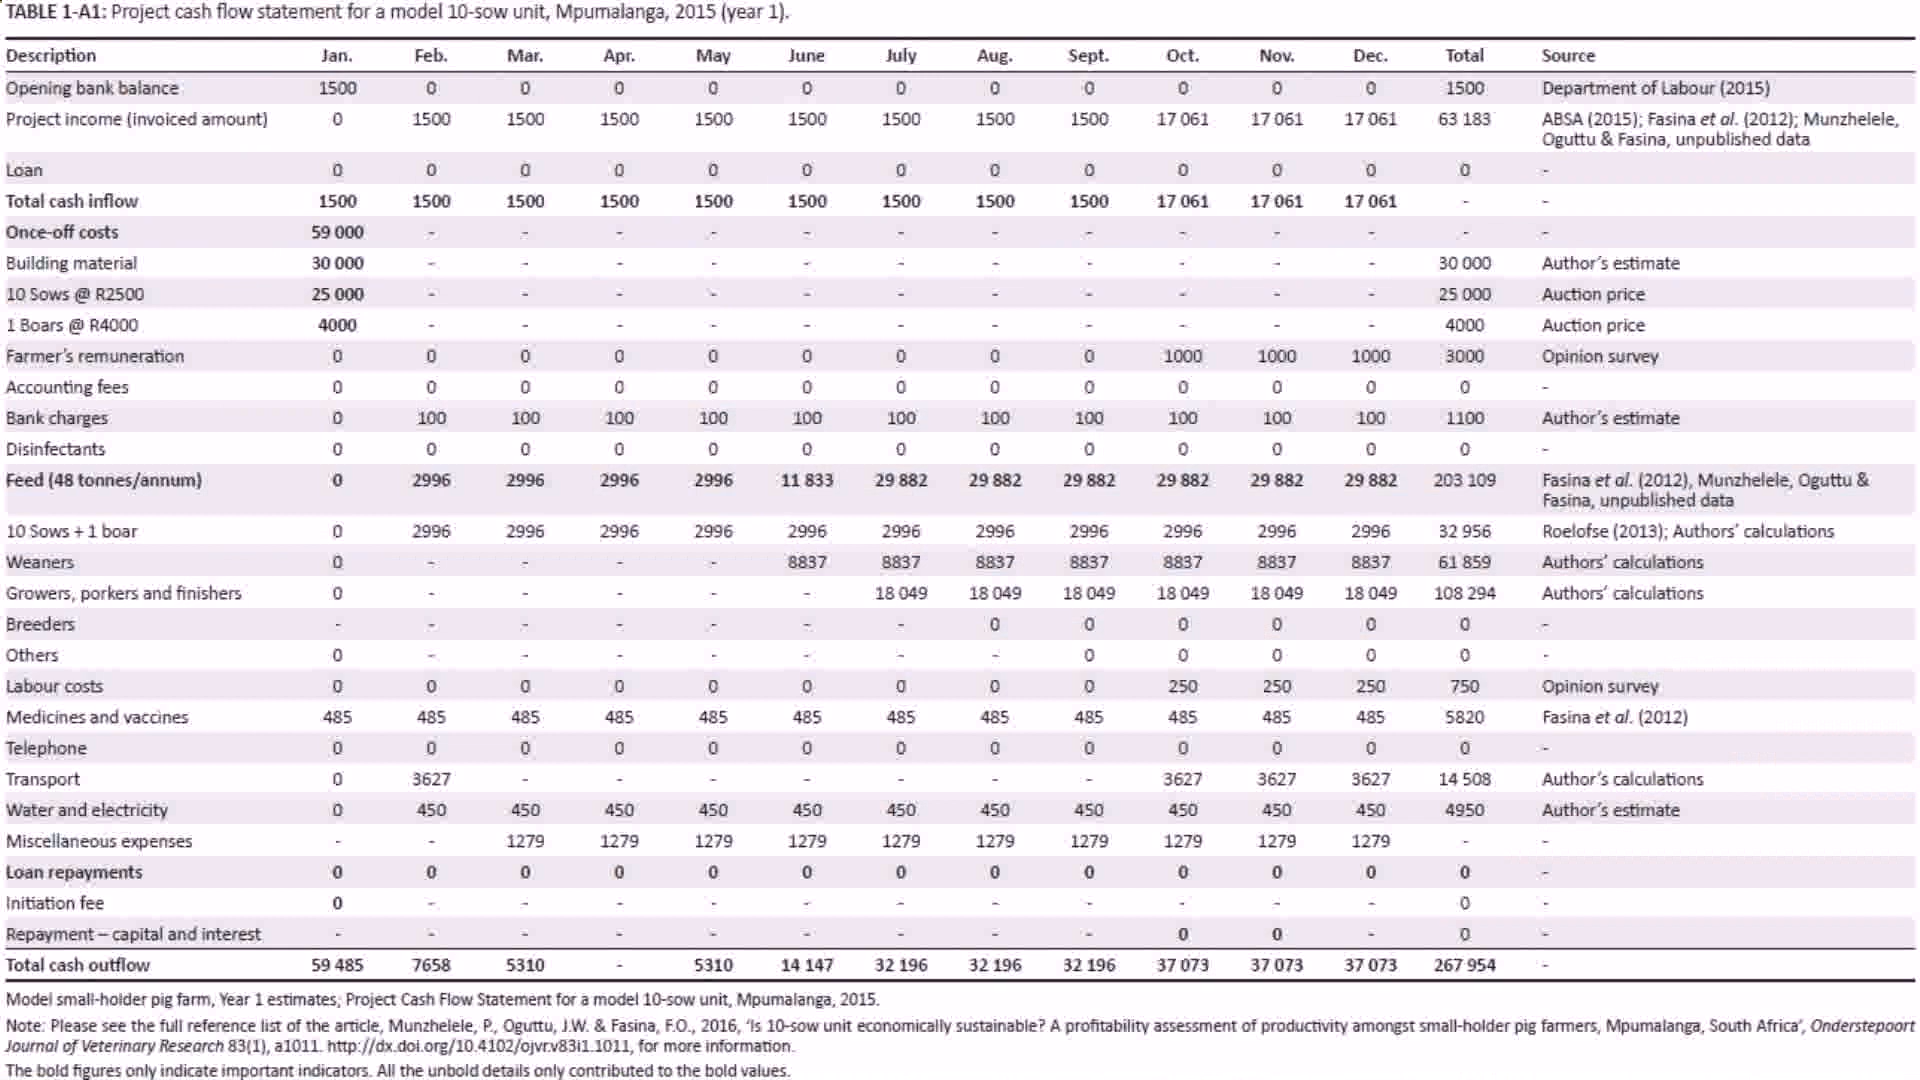 TABLE 1-A1: Project cash flow statement for a model 10-sow unit, Mpumalanga, 2015 (year 1).
Description Jan. Feb. Mar. Apr. May June July Aug. Sept. Oct. Nov. Dec. Total Source
Opening bank balance 1500 0 0 0 0 0 0 0 0 0 0 0 1500 Department of Labour (2015)
Project income (invoiced amount) 0 1500 1500 1500 1500 1500 1500 1500 1500 17 061 17 061 17 061 63 183 ABSA (2015); Fasina et al. (2012); Munzhelele,
Oguttu & Fasina, unpublished data
Loan 0 0 0 0 0 0 0 0 0 0 0 0 0 -
Total cash inflow 1500 1500 1500 1500 1500 1500 1500 1500 1500 17 061 17 061 17 061 - -
Once-off costs 59 000 - - - - - - - - - - - - -
Building material 30 000 - - - - - - - - - - - 30 000 Author's estimate
10 Sows @ R2500 25 000 - - - - - - - - - - - 25 000 Auction price
1 Boars @ R4000 4000 - - - - - - - - - - - 4000 Auction price
Farmer's remuneration 0 0 0 0 0 0 0 0 0 1000 1000 1000 3000 Opinion survey
Accounting fees 0 0 0 0 0 0 0 0 0 0 0 0 0 -
Bank charges 0 100 100 100 100 100 100 100 100 100 100 100 1100 Author's estimate
Disinfectants 0 0 0 0 0 0 0 0 0 0 0 0 0 -
Feed (48 tonnes/annum) 0 2996 2996 2996 2996 11 833 29 882 29 882 29 882 29 882 29 882 29 882 203 109 Fasina et al. (2012), Munzhelele, Oguttu &
Fasina, unpublished data
10 Sows + 1 boar 0 2996 2996 2996 2996 2996 2996 2996 2996 2996 2996 2996 32 956 Roelofse (2013); Authors' calculations
Weaners 0 - - - - 8837 8837 8837 8837 8837 8837 8837 61 859 Authors' calculations
Growers, porkers and finishers 0 - - - - - 18 049 18 049 18 049 18 049 18 049 18 049 108 294 Authors' calculations
Breeders - - - - - - - 0 0 0 0 0 0 -
Others 0 - - - - - - - 0 0 0 0 0 -
Labour costs 0 0 0 0 0 0 0 0 0 250 250 250 750 Opinion survey
Medicines and vaccines 485 485 485 485 485 485 485 485 485 485 485 485 5820 Fasina et al. (2012)
Telephone 0 0 0 0 0 0 0 0 0 0 0 0 0 -
Transport 0 3627 - - - - - - - 3627 3627 3627 14 508 Author's calculations
Water and electricity 0 450 450 450 450 450 450 450 450 450 450 450 4950 Author's estimate
Miscellaneous expenses - - 1279 1279 1279 1279 1279 1279 1279 1279 1279 1279 - -
Loan repayments 0 0 0 0 0 0 0 0 0 0 0 0 0 -
Initiation fee 0 - - - - - - - - - - - 0 -
Repayment – capital and interest - - - - - - - - - 0 0 - 0 -
Total cash outflow 59 485 7658 5310 - 5310 14 147 32 196 32 196 32 196 37 073 37 073 37 073 267 954 -
Model small-holder pig farm, Year 1 estimates; Project Cash Flow Statement for a model 10-sow unit, Mpumalanga, 2015.
Note: Please see the full reference list of the article, Munzhelele, P., Oguttu, J.W. & Fasina, F.O., 2016, 'Is 10-sow unit economically sustainable? A profitability assessment of productivity amongst small-holder pig farmers, Mpumalanga, South Africa', Onderstepoort
Journal of Veterinary Research 83(1), a1011. http://dx.doi.org/10.4102/ojvr.v83i1.1011, for more information.
The bold figures only indicate important indicators. All the unbold details only contributed to the bold values.